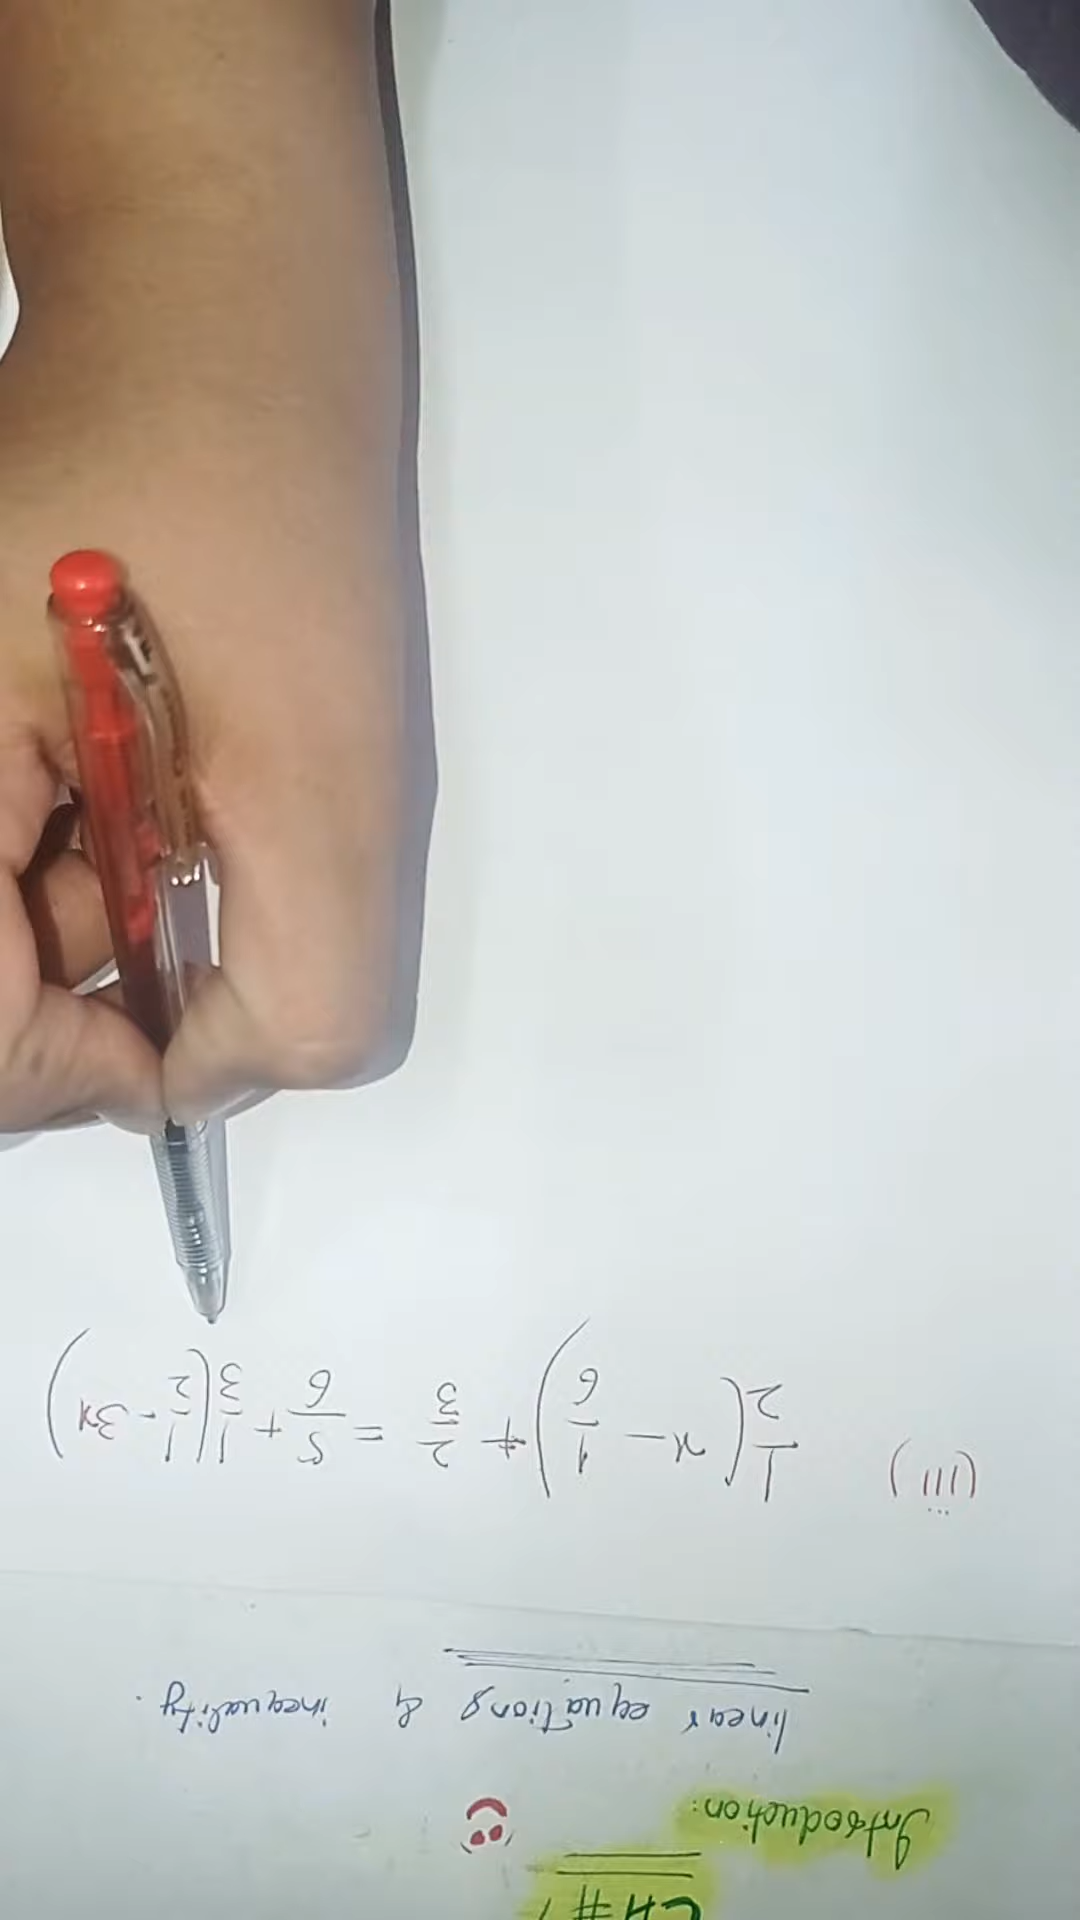 CH # 1
Introduction:
linear equations & inequality.
(iii) 1/2 (x - 1/6) + 2/3 = 5/6 + 1/3 (1/2 - 3x)